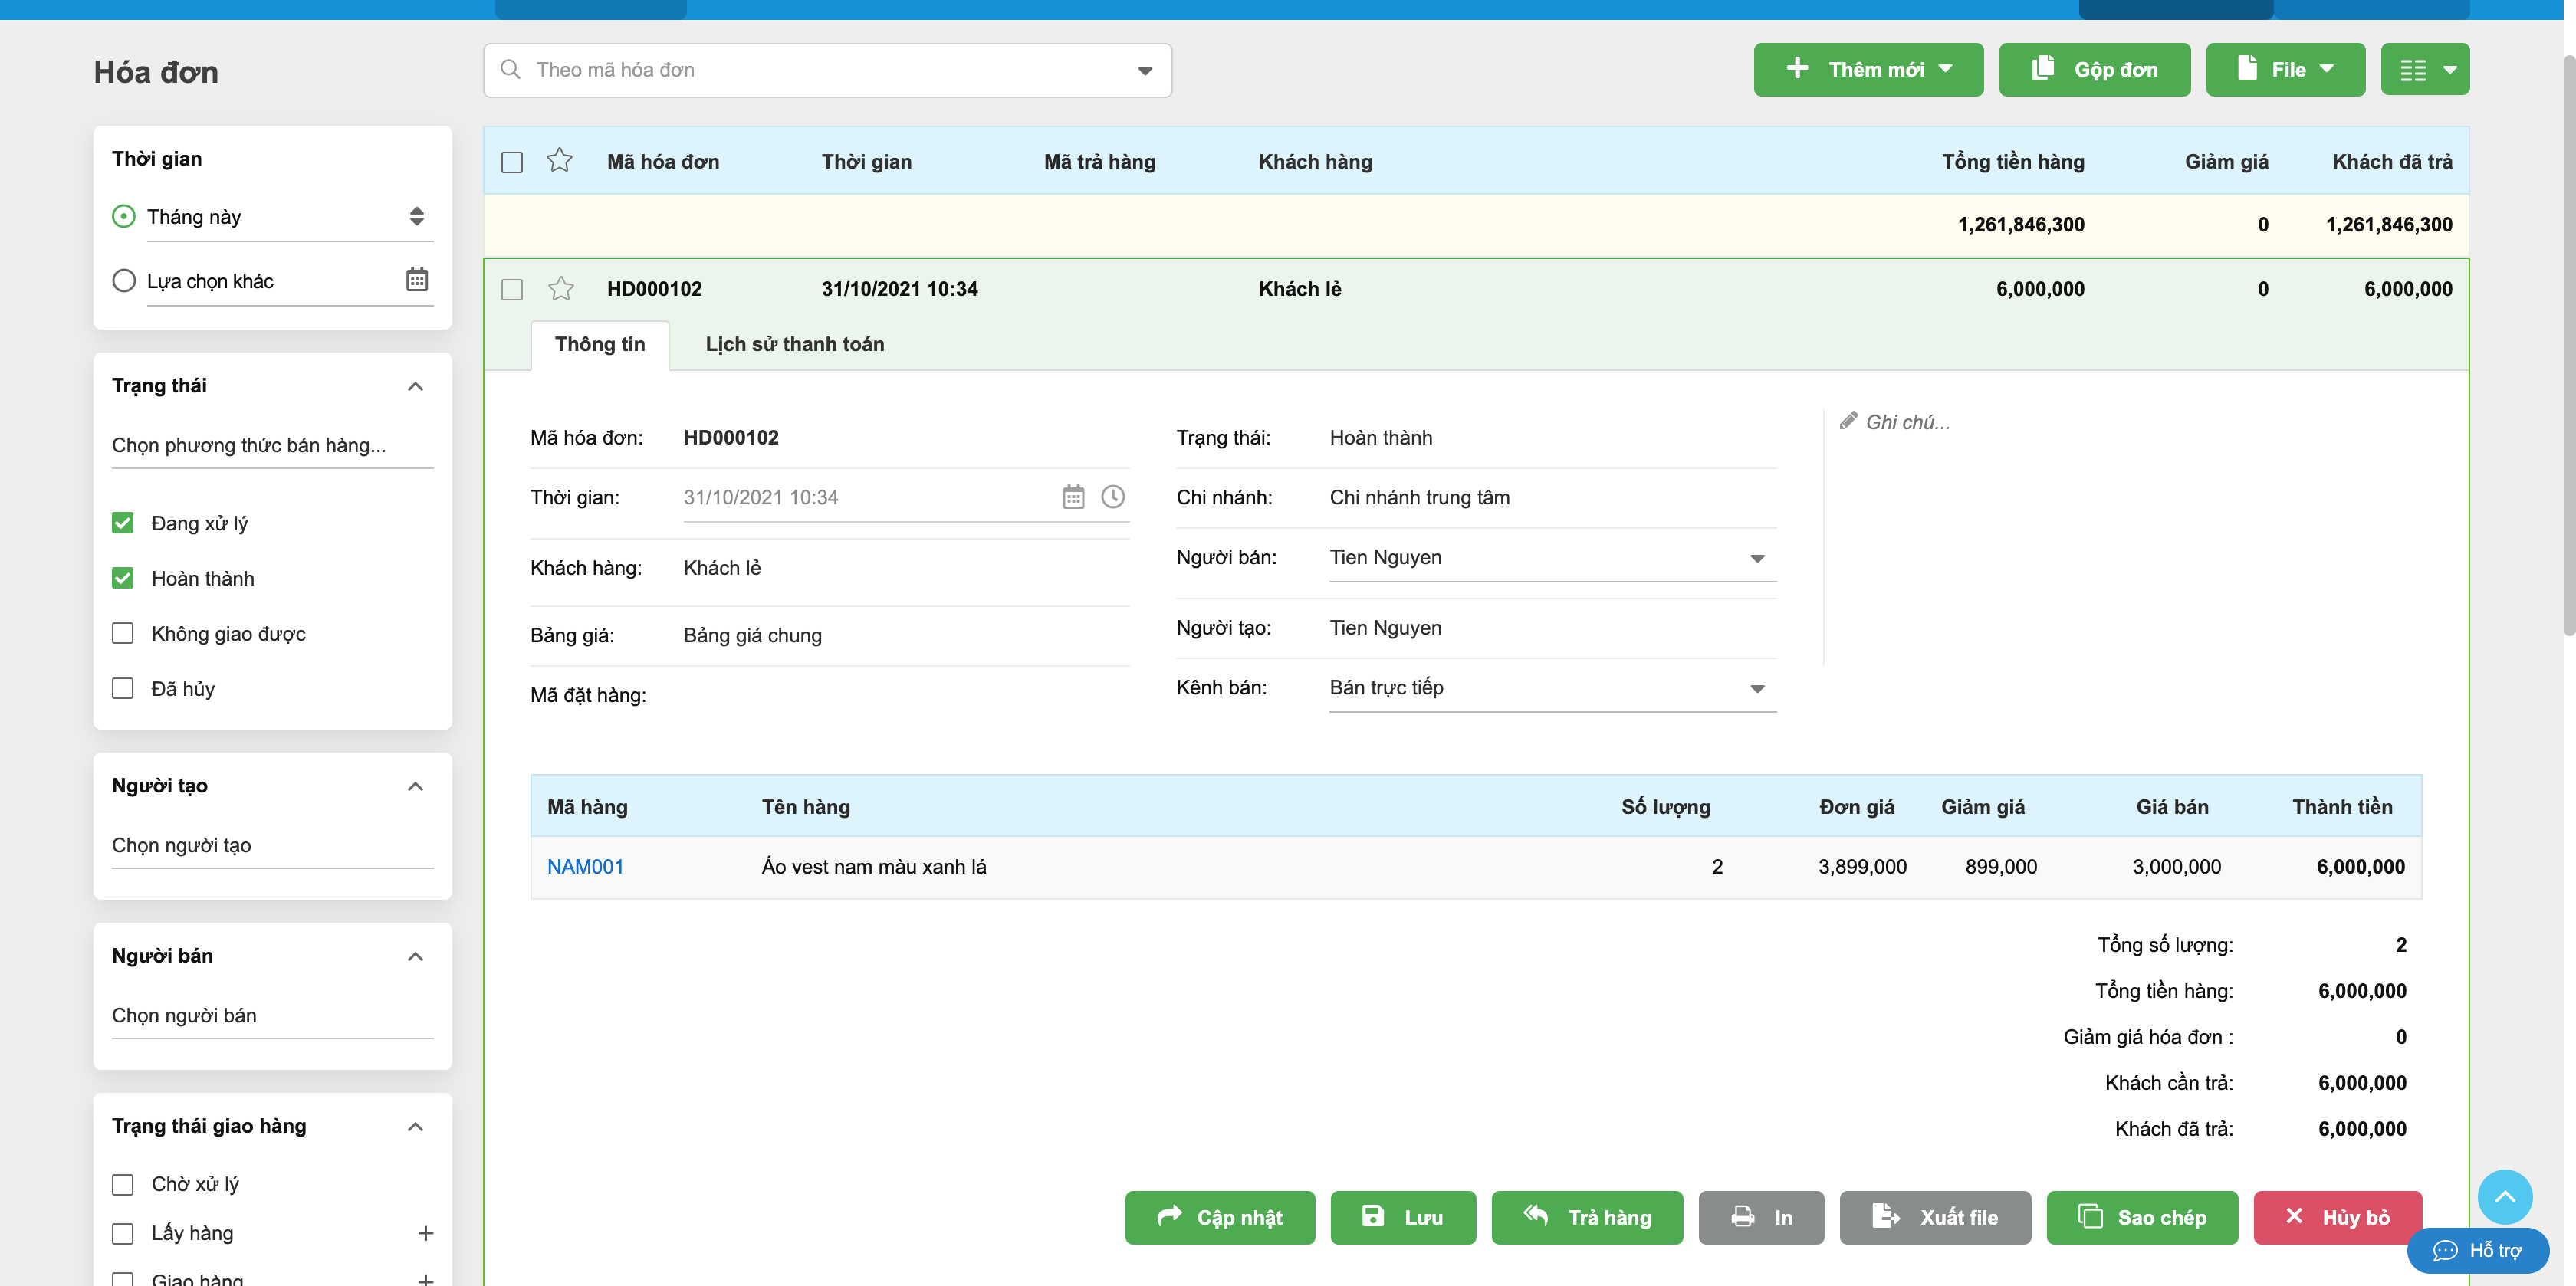 Hóa đơn
Theo mã hóa đơn
Thêm mới
Gộp đơn
File
Thời gian
Tháng này
Lựa chọn khác
Trạng thái
Chọn phương thức bán hàng...
Đang xử lý
Hoàn thành
Không giao được
Đã hủy
Người tạo
Chọn người tạo
Người bán
Chọn người bán
Trạng thái giao hàng
Chờ xử lý
Lấy hàng
Giao hàng
Mã hóa đơn Thời gian Mã trả hàng Khách hàng Tổng tiền hàng Giảm giá Khách đã trả
1,261,846,300 0 1,261,846,300
HD000102 31/10/2021 10:34 Khách lẻ 6,000,000 0 6,000,000
Thông tin Lịch sử thanh toán
Mã hóa đơn: HD000102
Thời gian: 31/10/2021 10:34
Khách hàng: Khách lẻ
Bảng giá: Bảng giá chung
Mã đặt hàng:
Trạng thái: Hoàn thành
Chi nhánh: Chi nhánh trung tâm
Người bán: Tien Nguyen
Người tạo: Tien Nguyen
Kênh bán: Bán trực tiếp
Ghi chú...
Mã hàng Tên hàng Số lượng Đơn giá Giảm giá Giá bán Thành tiền
NAM001 Áo vest nam màu xanh lá 2 3,899,000 899,000 3,000,000 6,000,000
Tổng số lượng: 2
Tổng tiền hàng: 6,000,000
Giảm giá hóa đơn : 0
Khách cần trả: 6,000,000
Khách đã trả: 6,000,000
Cập nhật
Lưu
Trả hàng
In
Xuất file
Sao chép
Hủy bỏ
Hỗ trợ